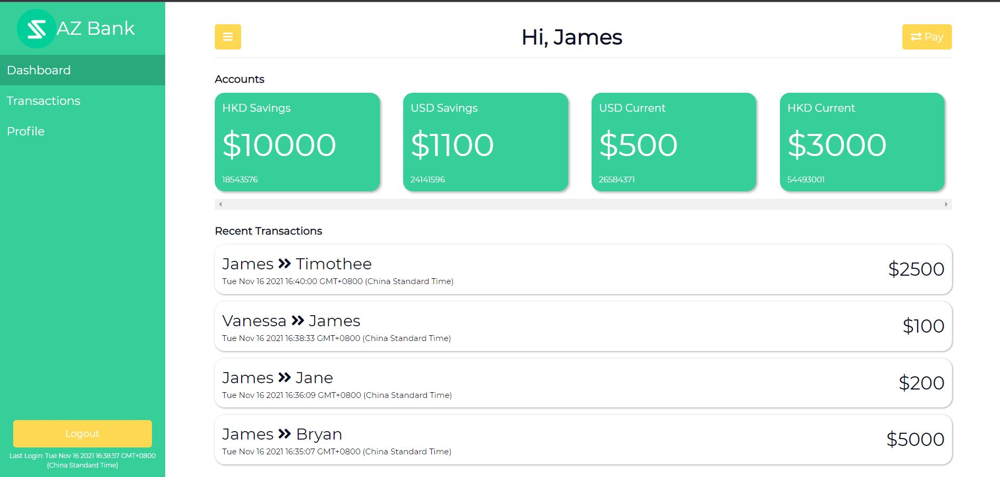 AZ Bank
Dashboard
Transactions
Profile
Logout
Last Login: Tue Nov 16 2021 16:38:57 GMT+0800
(China Standard Time)
Hi, James
Pay
Accounts
HKD Savings
$10000
18543576
USD Savings
$1100
24141596
USD Current
$500
26584371
HKD Current
$3000
54493001
Recent Transactions
James » Timothee
Tue Nov 16 2021 16:40:00 GMT+0800 (China Standard Time)
$2500
Vanessa » James
Tue Nov 16 2021 16:38:33 GMT+0800 (China Standard Time)
$100
James » Jane
Tue Nov 16 2021 16:36:09 GMT+0800 (China Standard Time)
$200
James » Bryan
Tue Nov 16 2021 16:35:07 GMT+0800 (China Standard Time)
$5000